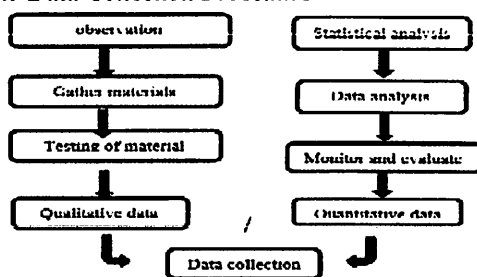 observation
Gather materials
Testing of material
Qualitative data
Statistical analysis
Data analysis
Monitor and evaluate
Quantitative data
/
Data collection